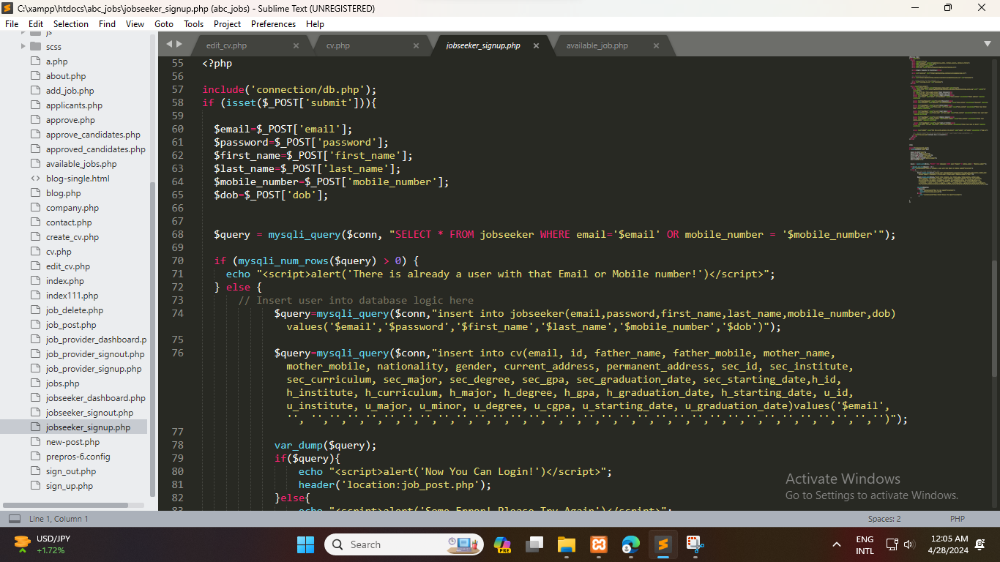 C:\xampp\htdocs\abc_jobs\jobseeker_signup.php (abc_jobs) - Sublime Text (UNREGISTERED)
File Edit Selection Find View Goto Tools Project Preferences Help
js
scss
a.php
about.php
add_job.php
applicants.php
approve.php
approve_candidates.php
approved_candidates.php
available_jobs.php
blog-single.html
blog.php
company.php
contact.php
create_cv.php
cv.php
edit_cv.php
index.php
index111.php
job_delete.php
job_post.php
job_provider_dashboard.p
job_provider_signout.php
job_provider_signup.php
jobs.php
jobseeker_dashboard.php
jobseeker_signout.php
jobseeker_signup.php
new-post.php
prepros-6.config
sign_out.php
sign_up.php
edit_cv.php cv.php jobseeker_signup.php available_job.php
55 <?php
56
57 include('connection/db.php');
58 if (isset($_POST['submit'])){
59
60 $email=$_POST['email'];
61 $password=$_POST['password'];
62 $first_name=$_POST['first_name'];
63 $last_name=$_POST['last_name'];
64 $mobile_number=$_POST['mobile_number'];
65 $dob=$_POST['dob'];
66
67
68 $query = mysqli_query($conn, "SELECT * FROM jobseeker WHERE email='$email' OR mobile_number = '$mobile_number'");
69
70 if (mysqli_num_rows($query) > 0) {
71 echo "<script>alert('There is already a user with that Email or Mobile number!')</script>";
72 } else {
73 // Insert user into database logic here
74 $query=mysqli_query($conn,"insert into jobseeker(email,password,first_name,last_name,mobile_number,dob)
values('$email','$password','$first_name','$last_name','$mobile_number','$dob')");
75
76 $query=mysqli_query($conn,"insert into cv(email, id, father_name, father_mobile, mother_name,
mother_mobile, nationality, gender, current_address, permanent_address, sec_id, sec_institute,
sec_curriculum, sec_major, sec_degree, sec_gpa, sec_graduation_date, sec_starting_date,h_id,
h_institute, h_curriculum, h_major, h_degree, h_gpa, h_graduation_date, h_starting_date, u_id,
u_institute, u_major, u_minor, u_degree, u_cgpa, u_starting_date, u_graduation_date)values('$email',
'', '','','','','','','','','','','','','','','','','','','','','','','','','','','','','','','','')");
77
78 var_dump($query);
79 if($query){
80 echo "<script>alert('Now You Can Login!')</script>";
81 header('location:job_post.php');
82 }else{
83 echo "<script>alert('Some Error! Please Try Again')</script>";
Activate Windows
Go to Settings to activate Windows.
Line 1, Column 1 Spaces: 2 PHP
USD/JPY
+1.72%
Search
PRE
ENG
INTL
12:05 AM
4/28/2024